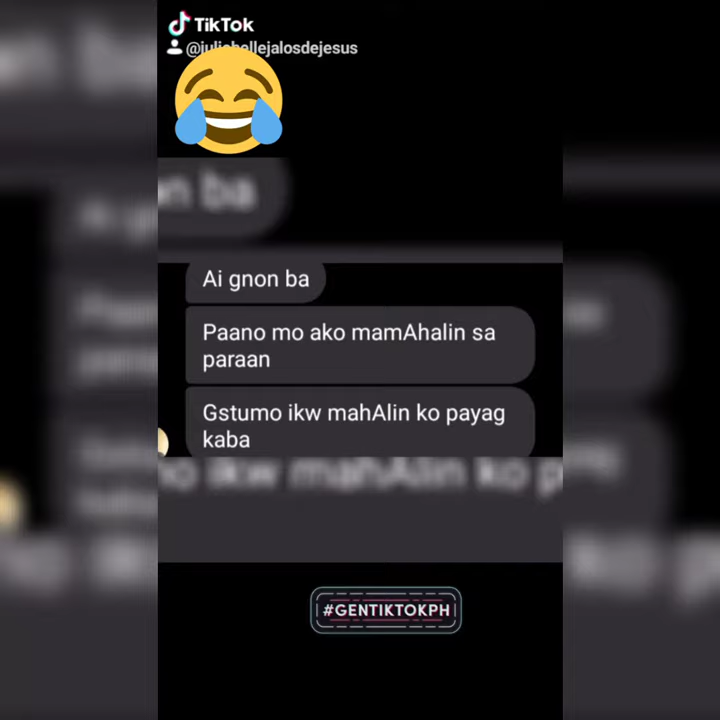 TikTok
Ai gnon ba
Paano mo ako mamAhalin sa
paraan
Gstumo ikw mahAlin ko payag
kaba
#GENTIKTOKPH